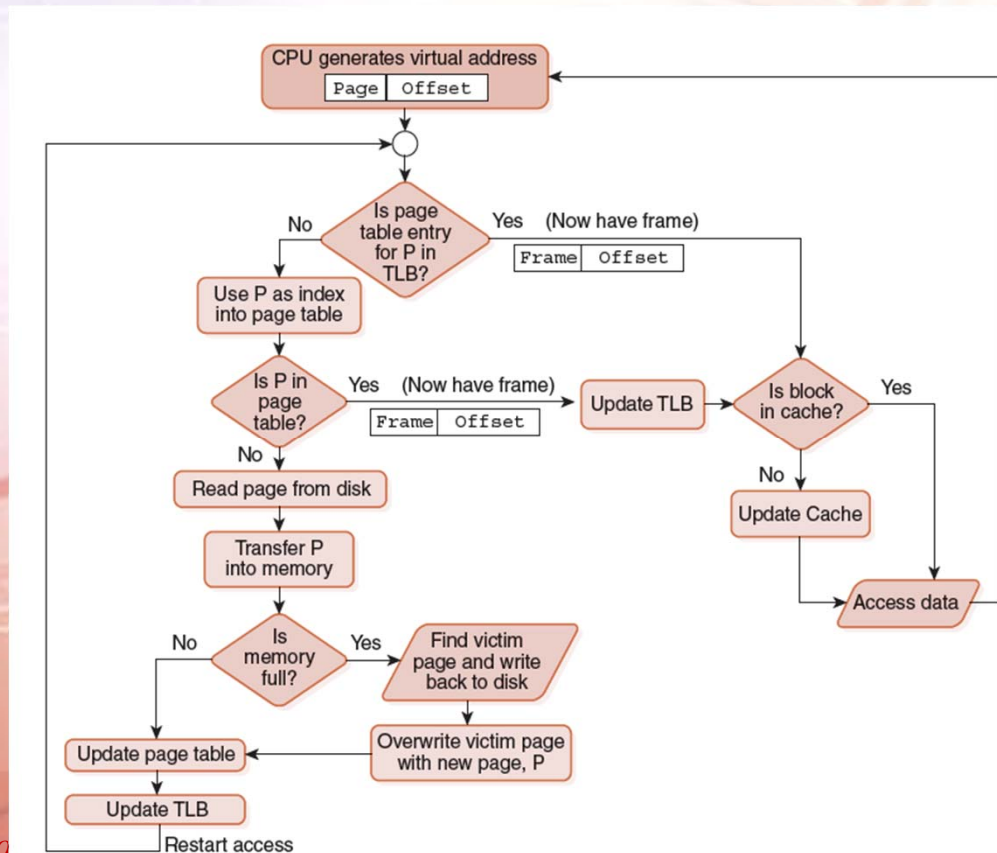 CPU generates virtual address
Page Offset
Is page
table entry
for P in
TLB?
No
Yes (Now have frame)
Frame Offset
Use P as index
into page table
Is P in
page
table?
Yes (Now have frame)
Frame Offset
Update TLB
Is block
in cache?
Yes
No
Read page from disk
No
Update Cache
Transfer P
into memory
Access data
Is
memory
full?
No
Yes
Find victim
page and write
back to disk
Update page table
Overwrite victim page
with new page, P
Update TLB
Restart access